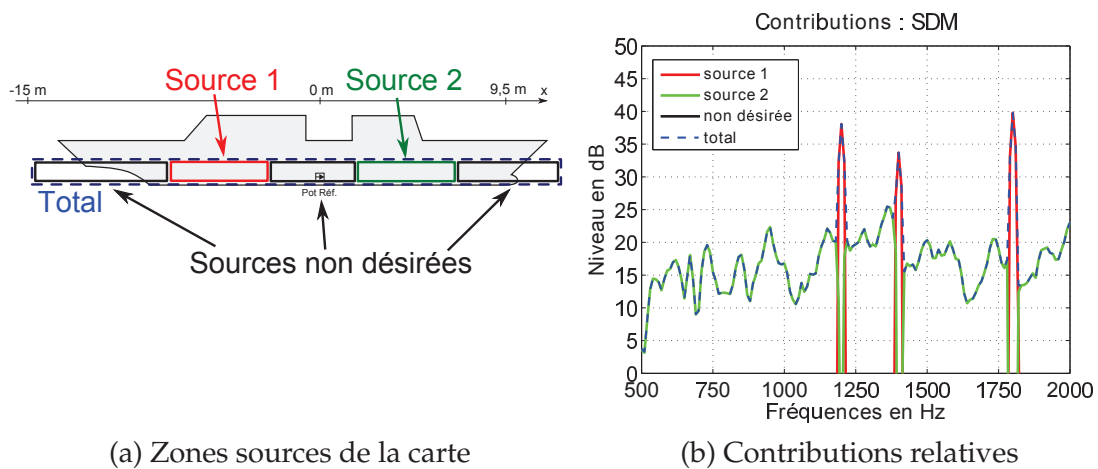 Source 1
Source 2
-15 m
0 m
9,5 m
x
Pot Réf.
Total
Sources non désirées
(a) Zones sources de la carte
Contributions : SDM
Niveau en dB
50
45
40
35
30
25
20
15
10
5
0
source 1
source 2
non désirée
total
500
750
1000
1250
1500
1750
2000
Fréquences en Hz
(b) Contributions relatives